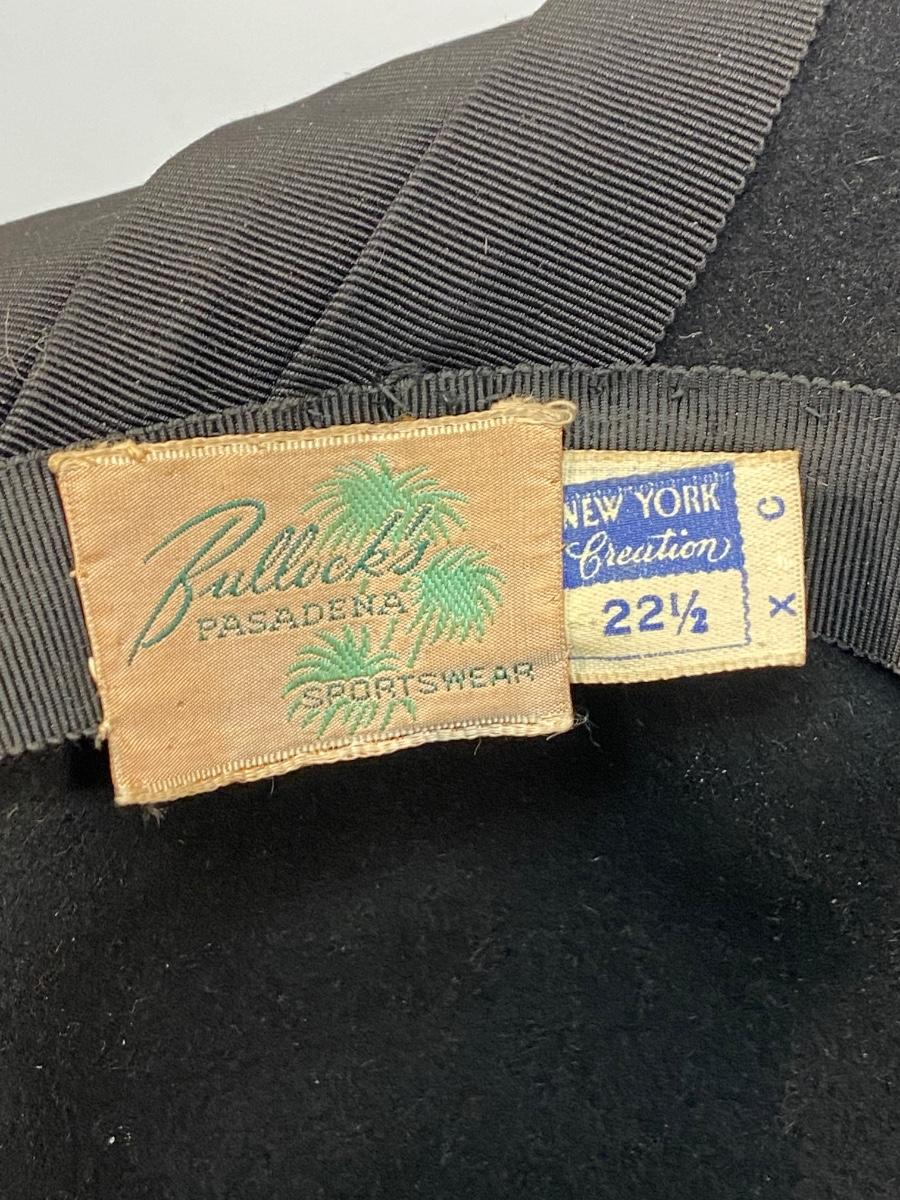 Bullock's
PASADENA
SPORTSWEAR
NEW YORK
Creation
22½
C
X